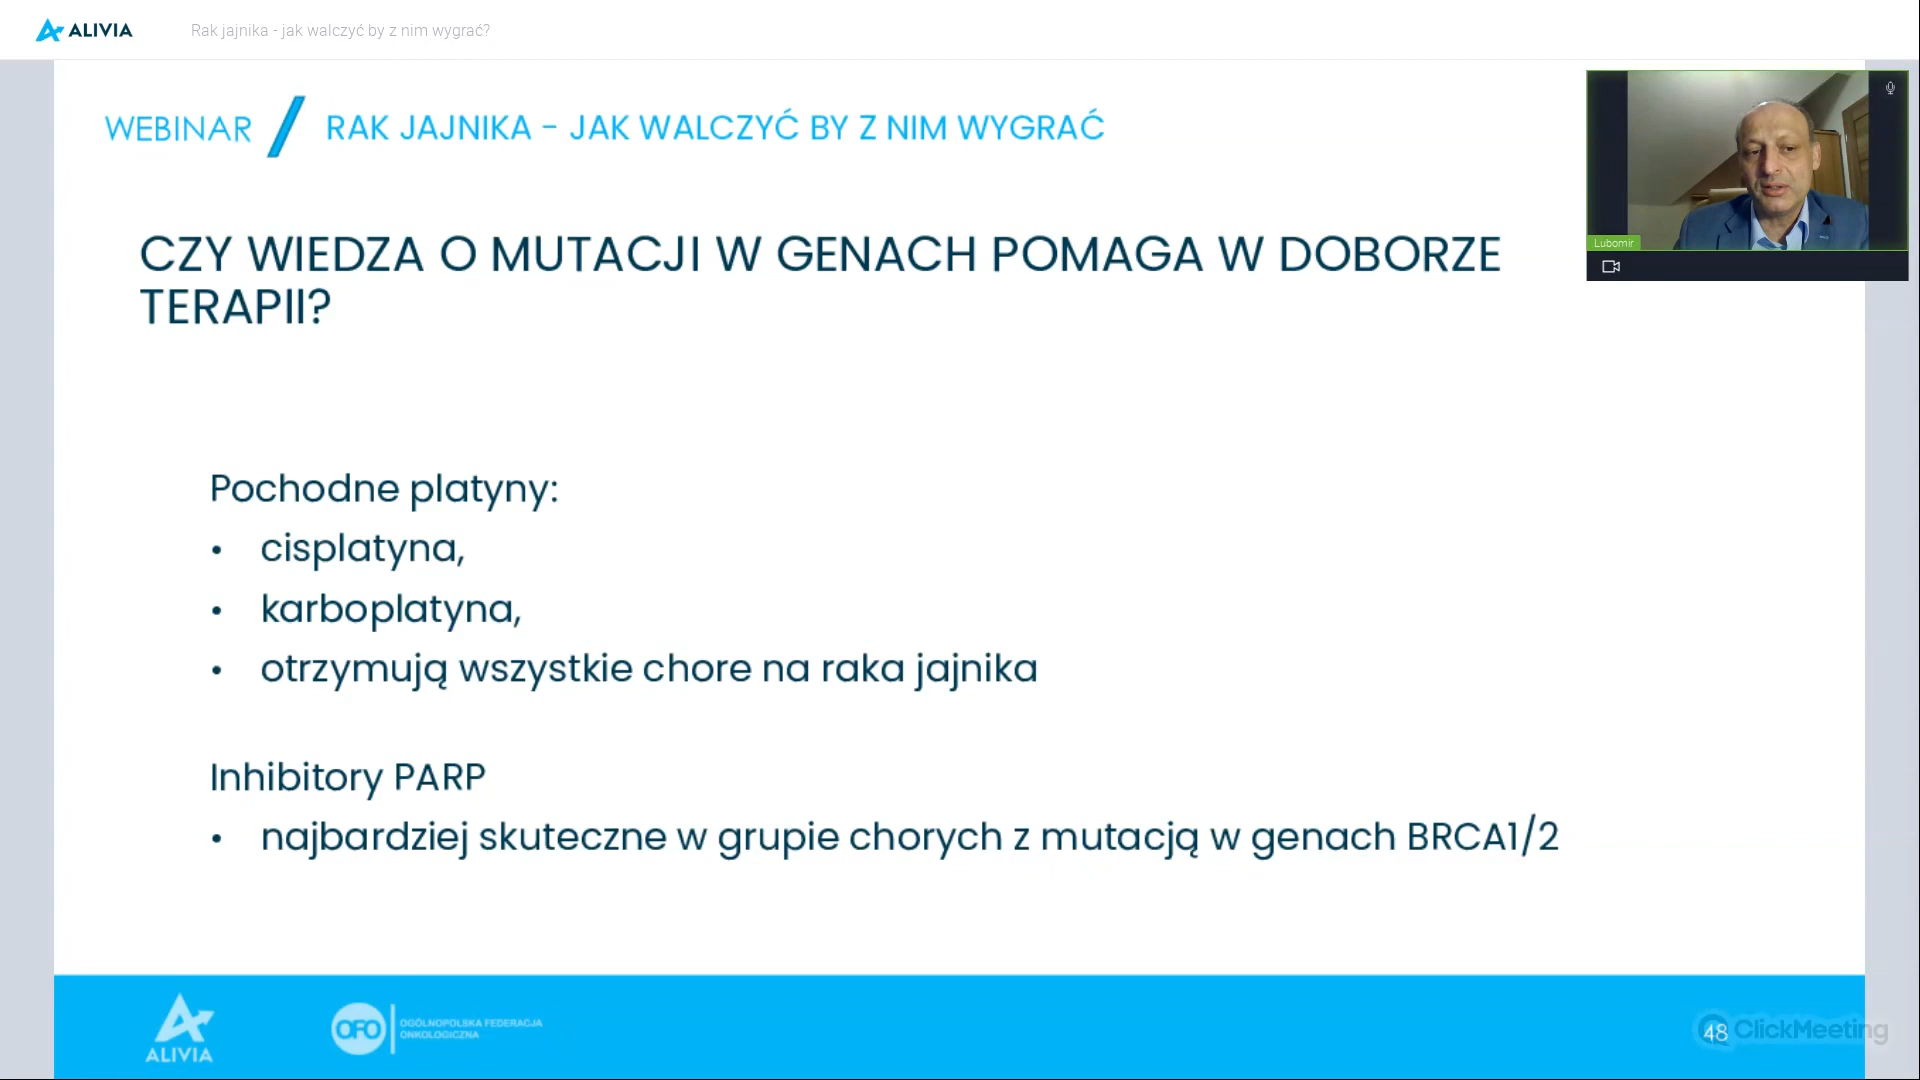 ALIVIA
Rak jajnika - jak walczyć by z nim wygrać?
WEBINAR / RAK JAJNIKA - JAK WALCZYĆ BY Z NIM WYGRAĆ
Lubomir
CZY WIEDZA O MUTACJI W GENACH POMAGA W DOBORZE
TERAPII?
Pochodne platyny:
• cisplatyna,
• karboplatyna,
• otrzymują wszystkie chore na raka jajnika
Inhibitory PARP
• najbardziej skuteczne w grupie chorych z mutacją w genach BRCA1/2
ALIVIA
OFO
OGÓLNOPOLSKA FEDERACJA
ONKOLOGICZNA
48
ClickMeeting